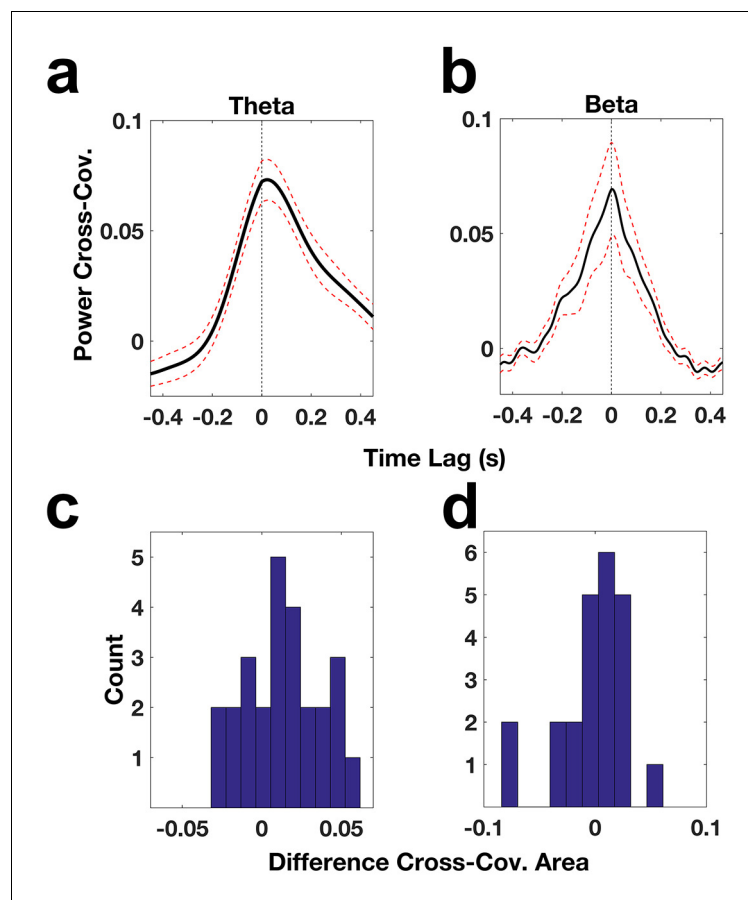 a
b
Theta
Beta
Power Cross-Cov.
0.1
0.05
0
-0.4 -0.2 0 0.2 0.4
0.1
0.05
0
-0.4 -0.2 0 0.2 0.4
Time Lag (s)
c
d
Count
5
4
3
2
1
-0.05 0 0.05
6
5
4
3
2
1
-0.1 0 0.1
Difference Cross-Cov. Area